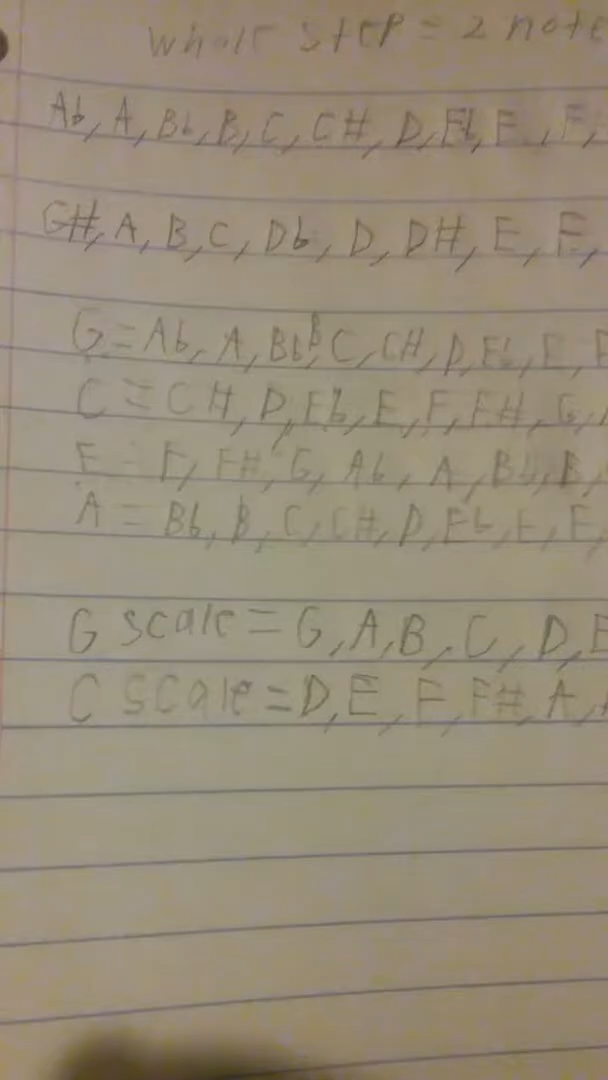 whole step = 2 note
Ab, A, Bb, B, C, C#, D, Eb, E, F,
G#, A, B, C, Db, D, D#, E, F,
G = Ab, A, Bb, B, C, C#, D, Eb, E, F
C = C#, D, Eb, E, F, F#, G,
E = F, F#, G, Ab, A, Bb, B,
A = Bb, B, C, C#, D, Eb, E, F,
G scale = G, A, B, C, D, E
C scale = D, E, F, F#, A,